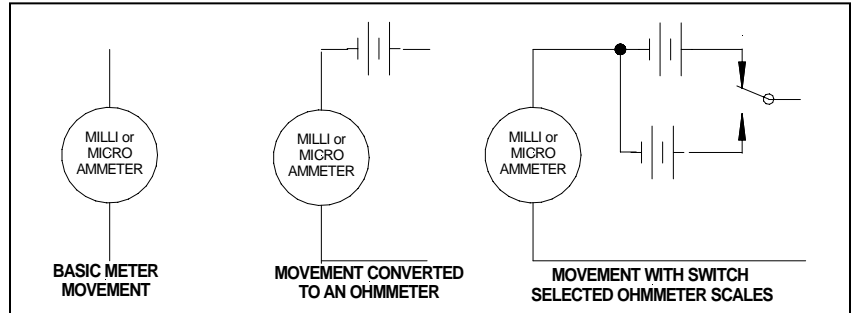 MILLI or
MICRO
AMMETER
BASIC METER
MOVEMENT
MILLI or
MICRO
AMMETER
MOVEMENT CONVERTED
TO AN OHMMETER
MILLI or
MICRO
AMMETER
MOVEMENT WITH SWITCH
SELECTED OHMMETER SCALES